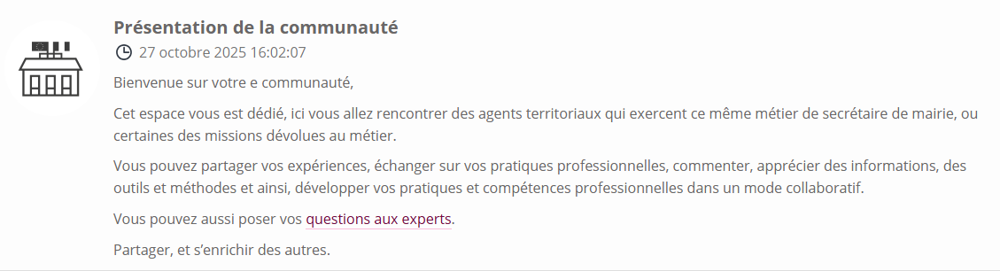 Présentation de la communauté
27 octobre 2025 16:02:07
Bienvenue sur votre e communauté,
Cet espace vous est dédié, ici vous allez rencontrer des agents territoriaux qui exercent ce même métier de secrétaire de mairie, ou
certaines des missions dévolues au métier.
Vous pouvez partager vos expériences, échanger sur vos pratiques professionnelles, commenter, apprécier des informations, des
outils et méthodes et ainsi, développer vos pratiques et compétences professionnelles dans un mode collaboratif.
Vous pouvez aussi poser vos questions aux experts.
Partager, et s’enrichir des autres.